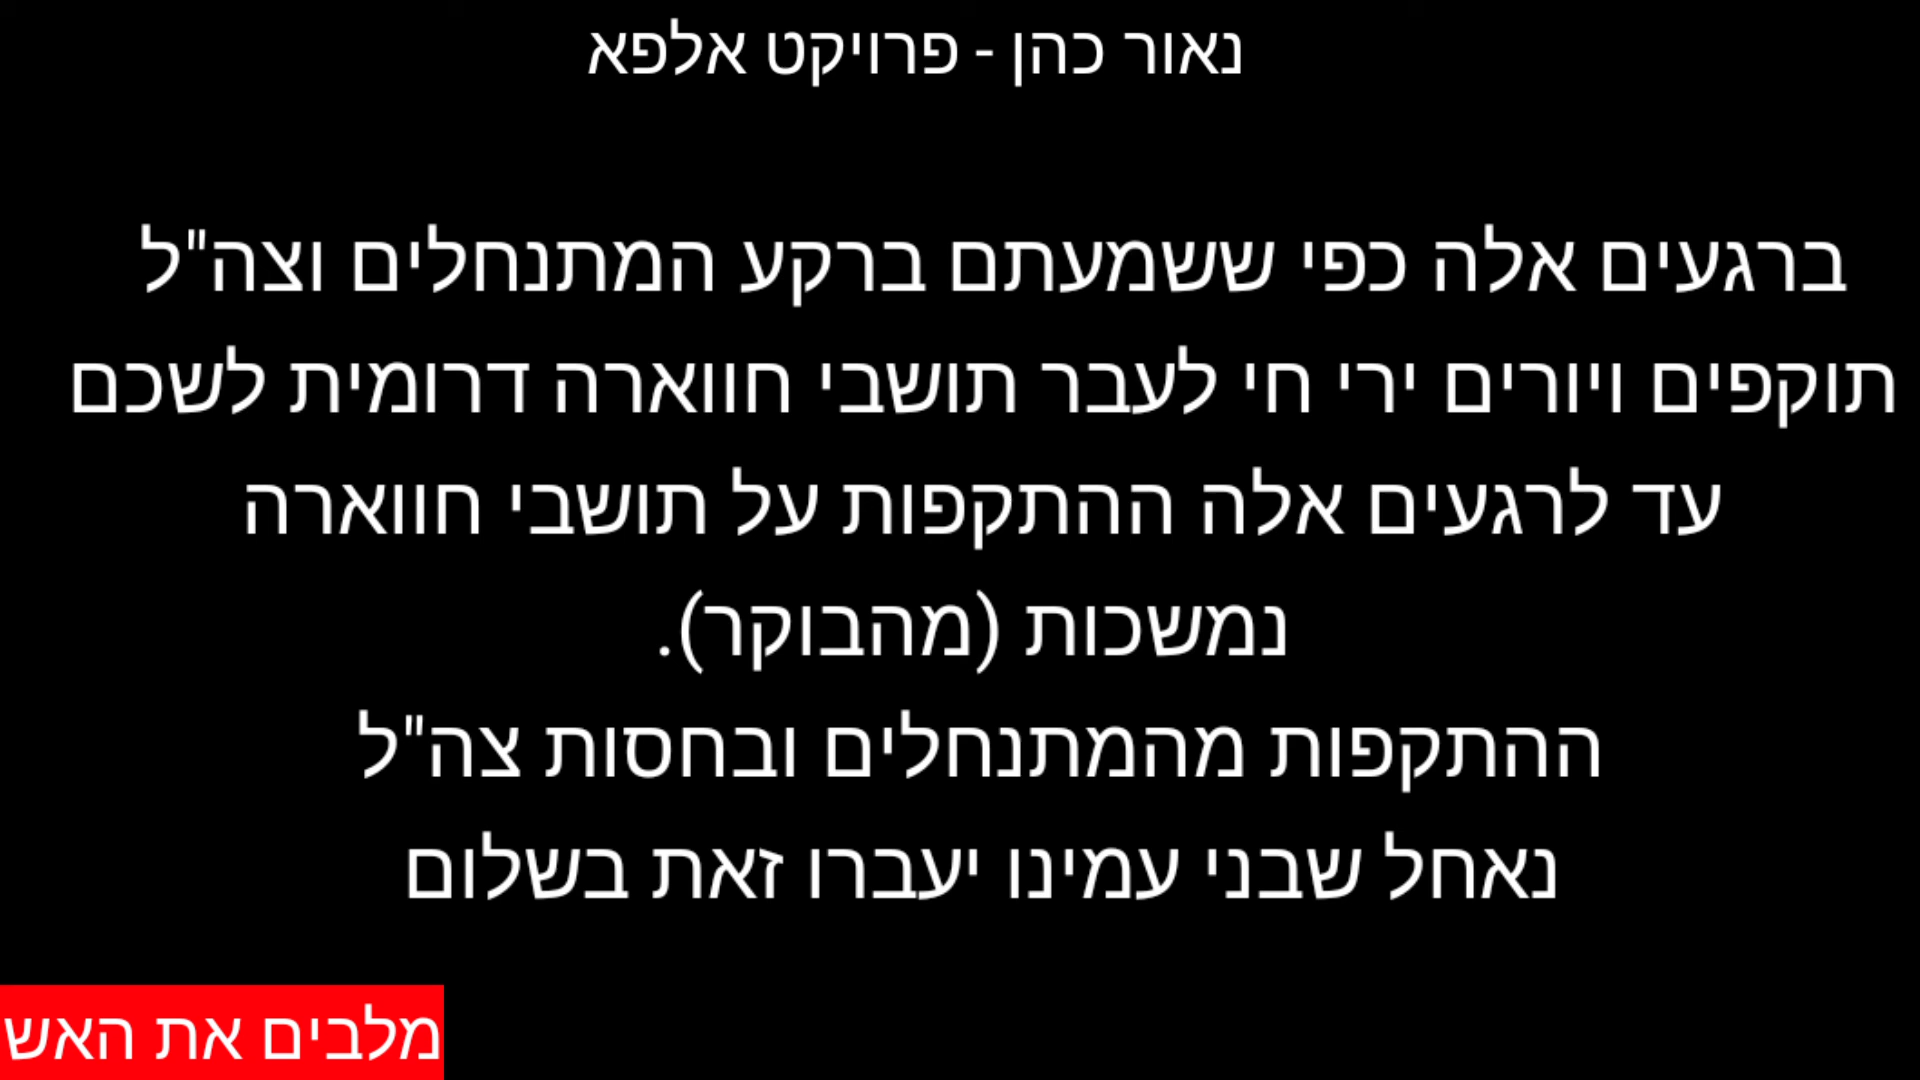 נאור כהן - פרויקט אלפא
ברגעים אלה כפי ששמעתם ברקע המתנחלים וצה"ל
תוקפים ויורים ירי חי לעבר תושבי חווארה דרומית לשכם
עד לרגעים אלה ההתקפות על תושבי חווארה
נמשכות (מהבוקר).
ההתקפות מהמתנחלים ובחסות צה"ל
נאחל שבני עמינו יעברו זאת בשלום
מלבים את האש